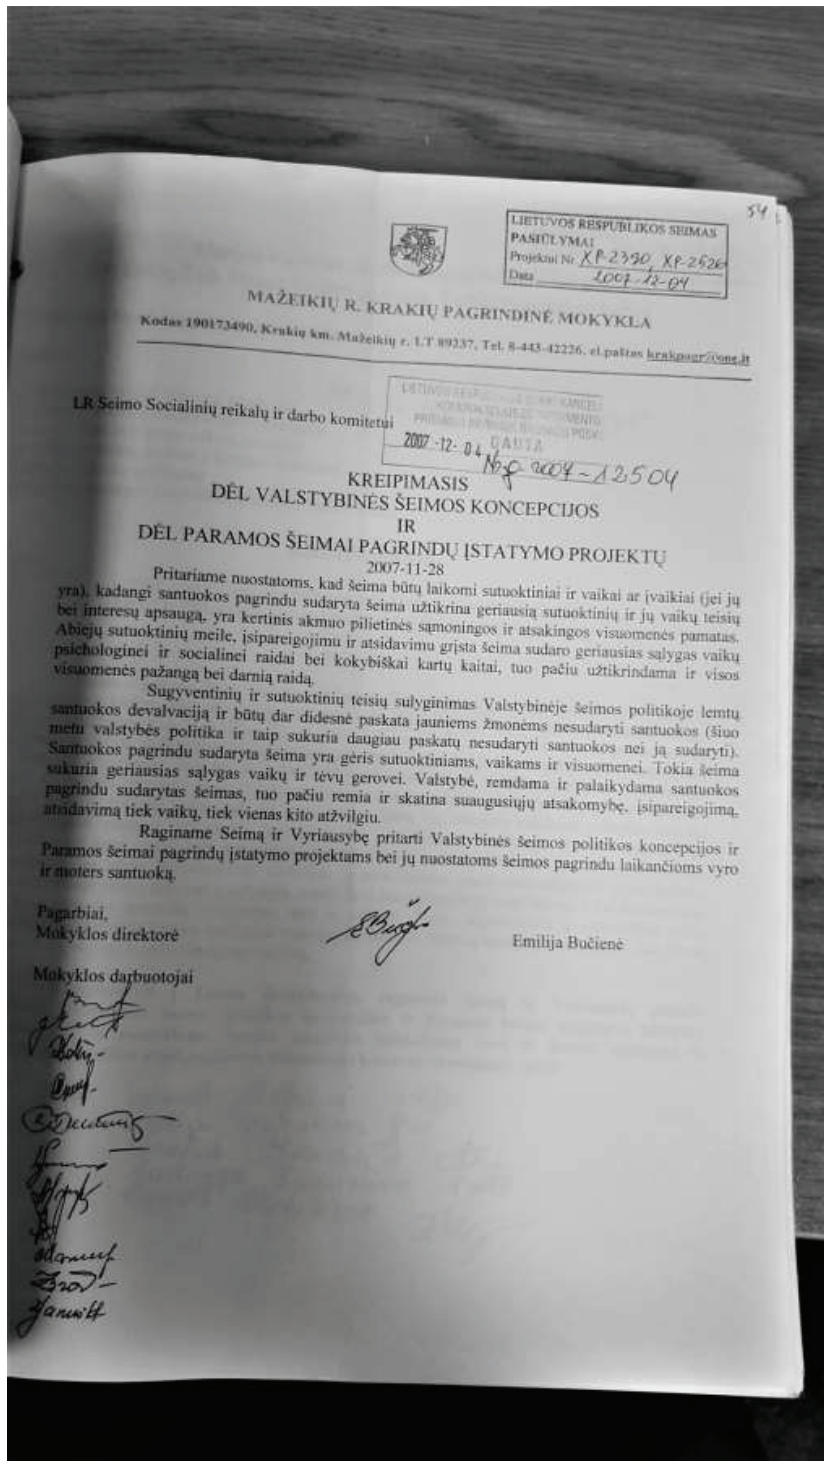 54
LIETUVOS RESPUBLIKOS SEIMAS
PASIŪLYMAI
Projektui Nr XP-2390, XP-2526
Data 2007-12-04
MAŽEIKIŲ R. KRAKIŲ PAGRINDINĖ MOKYKLA
Kodas 190173490, Krakių km. Mažeikių r. LT 89237, Tel. 8-443-42226, el.paštas krakpagr@one.lt
LR Seimo Socialinių reikalų ir darbo komitetui
2007-12-04 GAUTA
2007-12504
KREIPIMASIS
DĖL VALSTYBINĖS ŠEIMOS KONCEPCIJOS
IR
DĖL PARAMOS ŠEIMAI PAGRINDŲ ĮSTATYMO PROJEKTŲ
2007-11-28
Pritariame nuostatoms, kad šeima būtų laikomi sutuoktiniai ir vaikai ar įvaikiai (jei jų
yra), kadangi santuokos pagrindu sudaryta šeima užtikrina geriausią sutuoktinių ir jų vaikų teisių
bei interesų apsaugą, yra kertinis akmuo pilietinės sąmoningos ir atsakingos visuomenės pamatas.
Abiejų sutuoktinių meile, įsipareigojimu ir atsidavimu grįsta šeima sudaro geriausias sąlygas vaikų
psichologinei ir socialinei raidai bei kokybiškai kartų kaitai, tuo pačiu užtikrindama ir visos
visuomenės pažangą bei darnią raidą.
Sugyventinių ir sutuoktinių teisių sulyginimas Valstybinėje šeimos politikoje lemtų
santuokos devalvaciją ir būtų dar didesnė paskata jauniems žmonėms nesudaryti santuokos (šiuo
metu valstybės politika ir taip sukuria daugiau paskatų nesudaryti santuokos nei ją sudaryti).
Santuokos pagrindu sudaryta šeima yra gėris sutuoktiniams, vaikams ir visuomenei. Tokia šeima
sukuria geriausias sąlygas vaikų ir tėvų gerovei. Valstybė, remdama ir palaikydama santuokos
pagrindu sudarytas šeimas, tuo pačiu remia ir skatina suaugusiųjų atsakomybę, įsipareigojimą,
atsidavimą tiek vaikų, tiek vienas kito atžvilgiu.
Raginame Seimą ir Vyriausybę pritarti Valstybinės šeimos politikos koncepcijos ir
Paramos šeimai pagrindų įstatymo projektams bei jų nuostatoms šeimos pagrindu laikančioms vyro
ir moters santuoką.
Pagarbiai,
Mokyklos direktorė Emilija Bučienė
Mokyklos darbuotojai